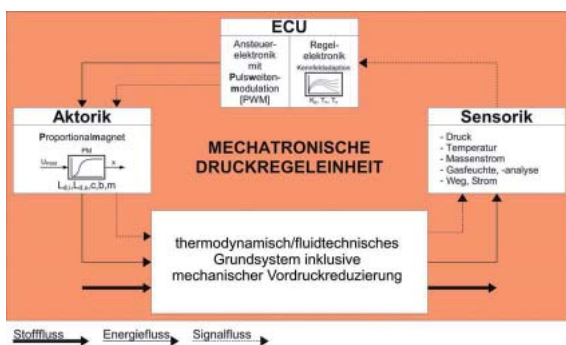 ECU
Ansteuer-
elektronik
mit
Pulsweiten-
modulation
[PWM]
Regel-
elektronik
Kennfeldadaption
Aktorik
Proportionalmagnet
PM
x
MECHATRONISCHE
DRUCKREGELEINHEIT
Sensorik
- Druck
- Temperatur
- Massenstrom
- Gasfeuchte, -analyse
- Weg, Strom
thermodynamisch/fluidtechnisches
Grundsystem inklusive
mechanischer Vordruckreduzierung
Stofffluss
Energiefluss
Signalfluss